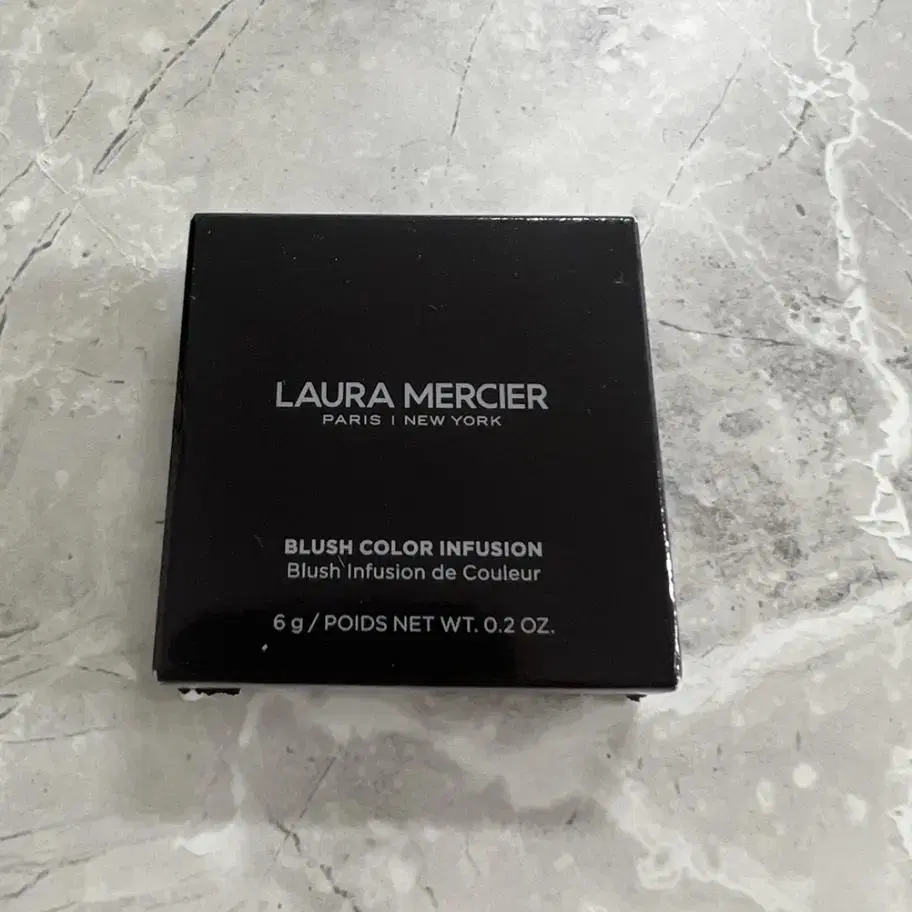 LAURA MERCIER
PARIS | NEW YORK
BLUSH COLOR INFUSION
Blush Infusion de Couleur
6 g / POIDS NET WT. 0.2 OZ.